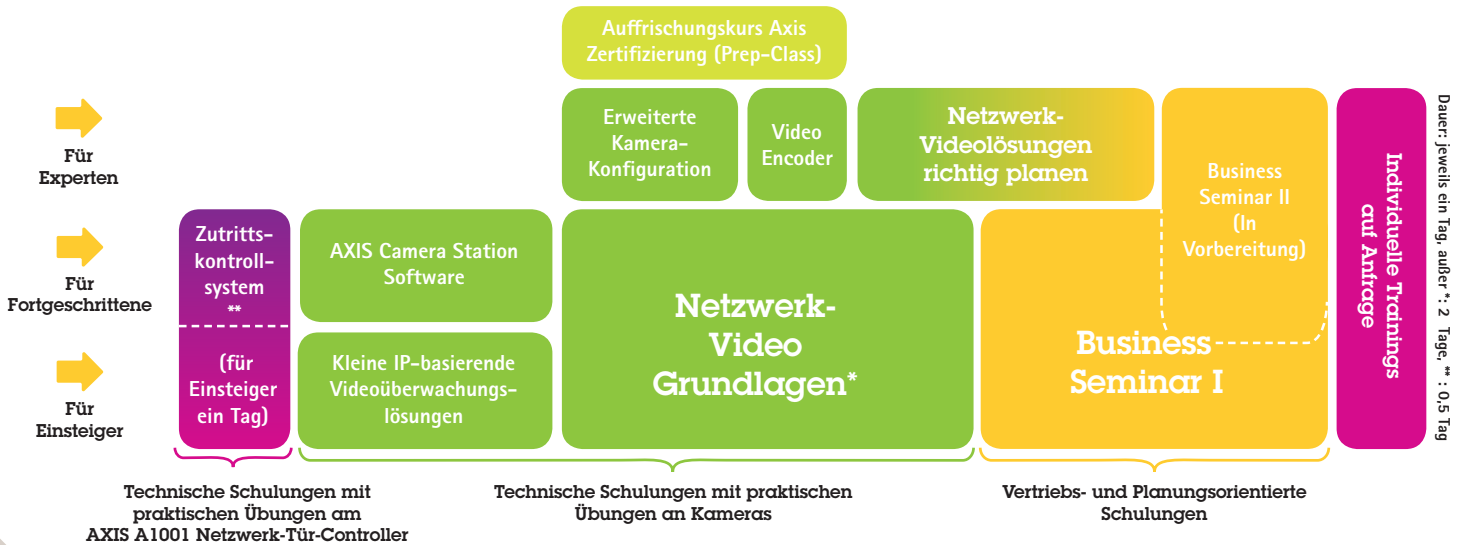 Auffrischungskurs Axis
Zertifizierung (Prep-Class)
Für
Experten
Erweiterte
Kamera-
Konfiguration
Video
Encoder
Netzwerk-
Videolösungen
richtig planen
Business
Seminar II
(In
Vorbereitung)
Individuelle Trainings
auf Anfrage
Dauer: jeweils ein Tag, außer *: 2 Tage, ** : 0,5 Tag
Für
Fortgeschrittene
Zutritts-
kontroll-
system
**
AXIS Camera Station
Software
Netzwerk-
Video
Grundlagen*
Business
Seminar I
Für
Einsteiger
(für
Einsteiger
ein Tag)
Kleine IP-basierende
Videoüberwachungs-
lösungen
Technische Schulungen mit
praktischen Übungen am
AXIS A1001 Netzwerk-Tür-Controller
Technische Schulungen mit praktischen
Übungen an Kameras
Vertriebs- und Planungsorientierte
Schulungen